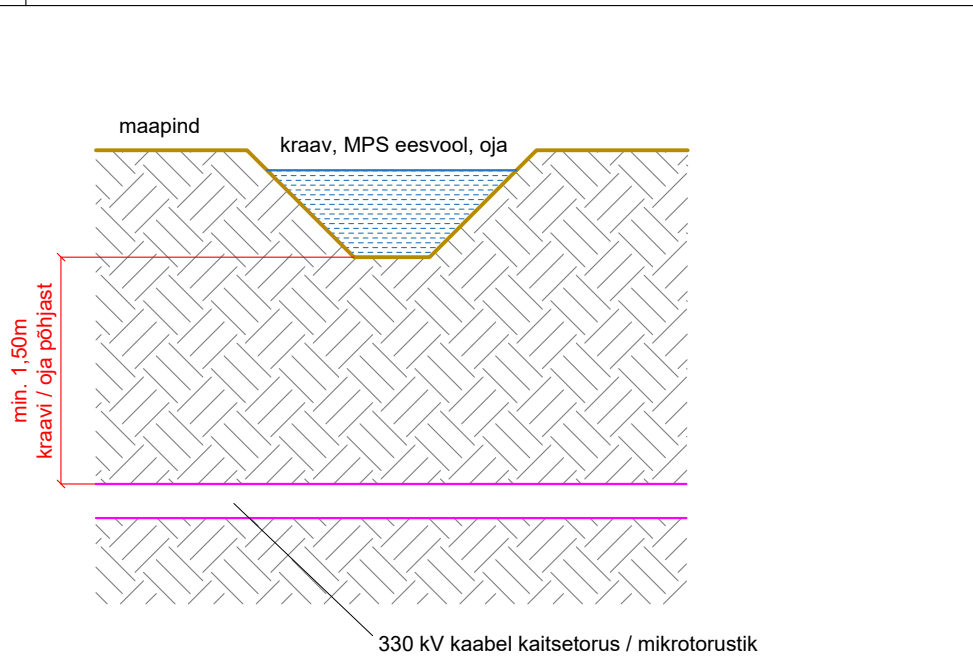 maapind
kraav, MPS eesvool, oja
min. 1,50m
kraavi / oja põhjast
330 kV kaabel kaitsetorus / mikrotorustik